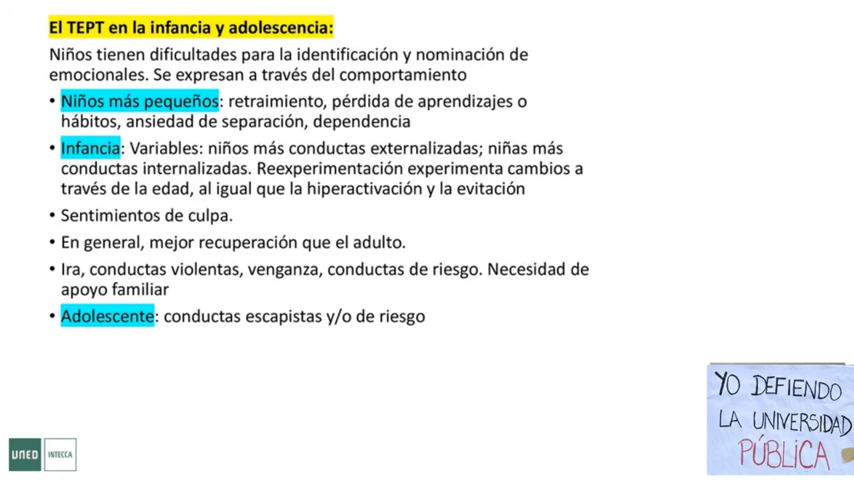 El TEPT en la infancia y adolescencia:
Niños tienen dificultades para la identificación y nominación de
emocionales. Se expresan a través del comportamiento
• Niños más pequeños: retraimiento, pérdida de aprendizajes o
hábitos, ansiedad de separación, dependencia
• Infancia: Variables: niños más conductas externalizadas; niñas más
conductas internalizadas. Reexperimentación experimenta cambios a
través de la edad, al igual que la hiperactivación y la evitación
• Sentimientos de culpa.
• En general, mejor recuperación que el adulto.
• Ira, conductas violentas, venganza, conductas de riesgo. Necesidad de
apoyo familiar
• Adolescente: conductas escapistas y/o de riesgo
YO DEFIENDO
LA UNIVERSIDAD
PÚBLICA
UNED INTECCA